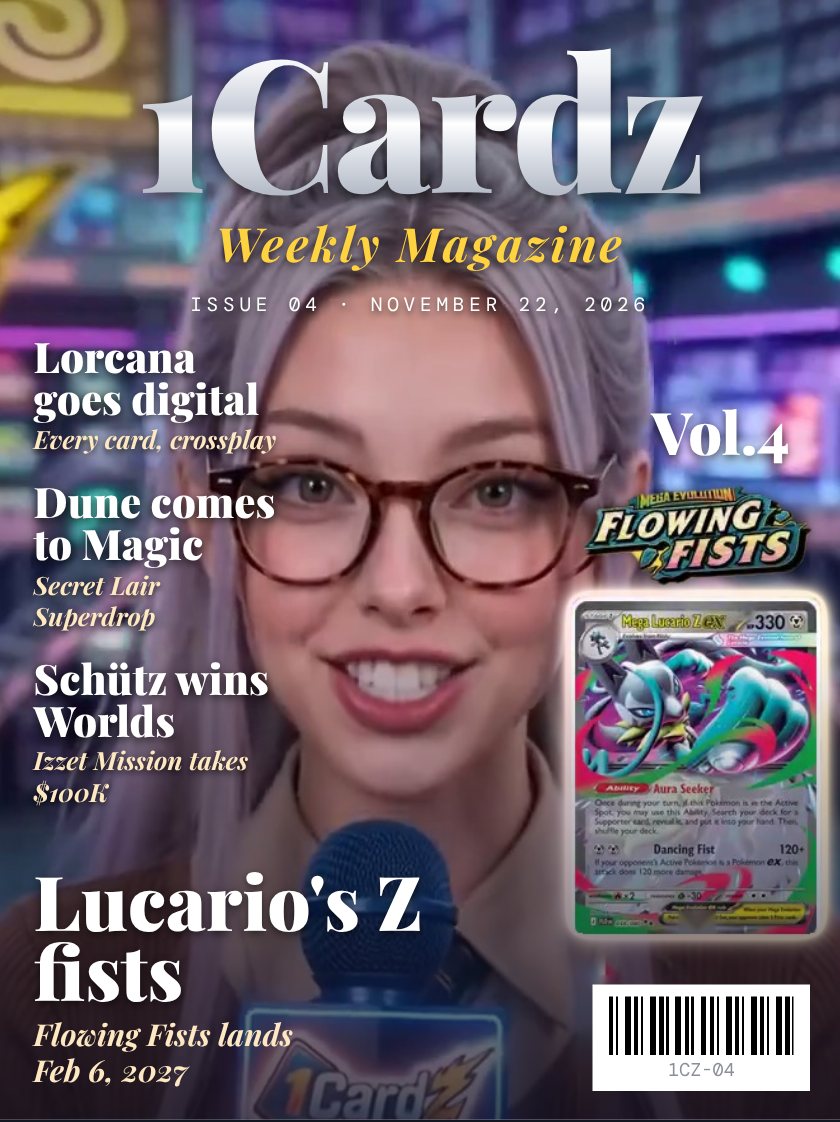 1Cardz
Weekly Magazine
ISSUE 04 · NOVEMBER 22, 2026
Lorcana
goes digital
Every card, crossplay
Dune comes
to Magic
Secret Lair
Superdrop
Schütz wins
Worlds
Izzet Mission takes
$100K
Lucario's Z
fists
Flowing Fists lands
Feb 6, 2027
Vol.4
MEGA EVOLUTION
FLOWING
FISTS
Mega Lucario Z ex HP 330
Ability Aura Seeker
Once during your turn, if this Pokémon is in the Active
Spot, you may use this Ability. Search your deck for a
Supporter card, reveal it, and put it into your hand. Then,
shuffle your deck.
Dancing Fist 120+
If your opponent's Active Pokémon is a Pokémon ex, this
attack does 120 more damage.
×2 resistance -30
1CZ-04
1Cardz